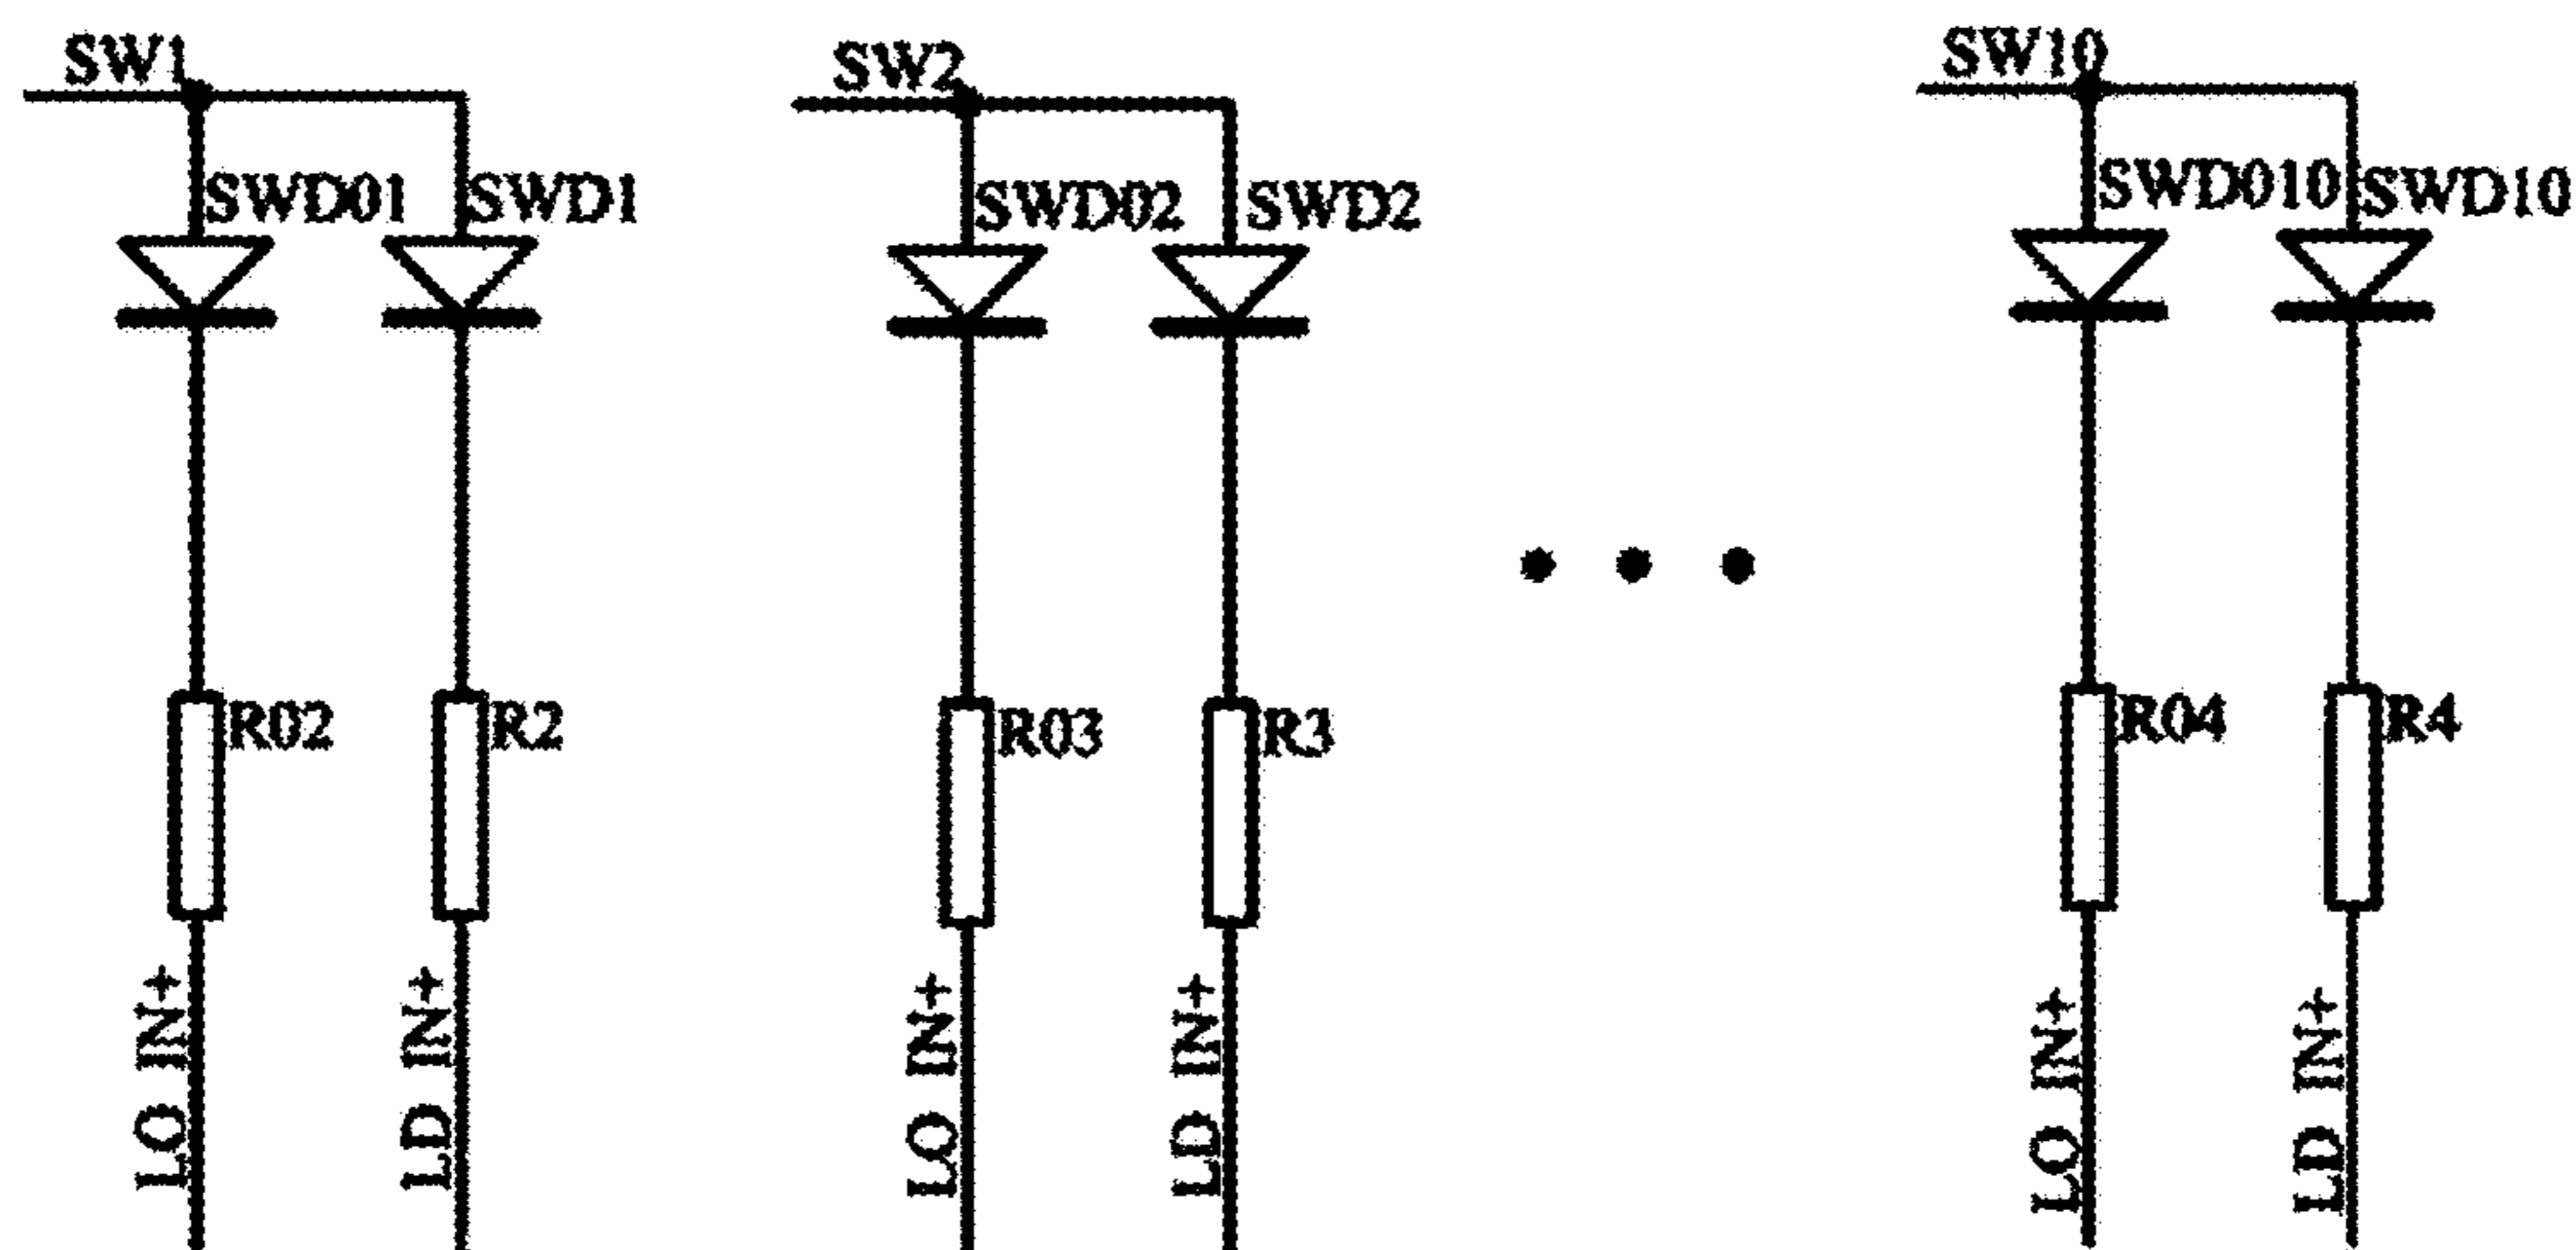 SW1
SW2
SW10
SWD01
SWD1
SWD02
SWD2
SWD010
SWD10
R02
R2
R03
R3
R04
R4
LO IN+
LD IN+
LO IN+
LD IN+
LO IN+
LD IN+